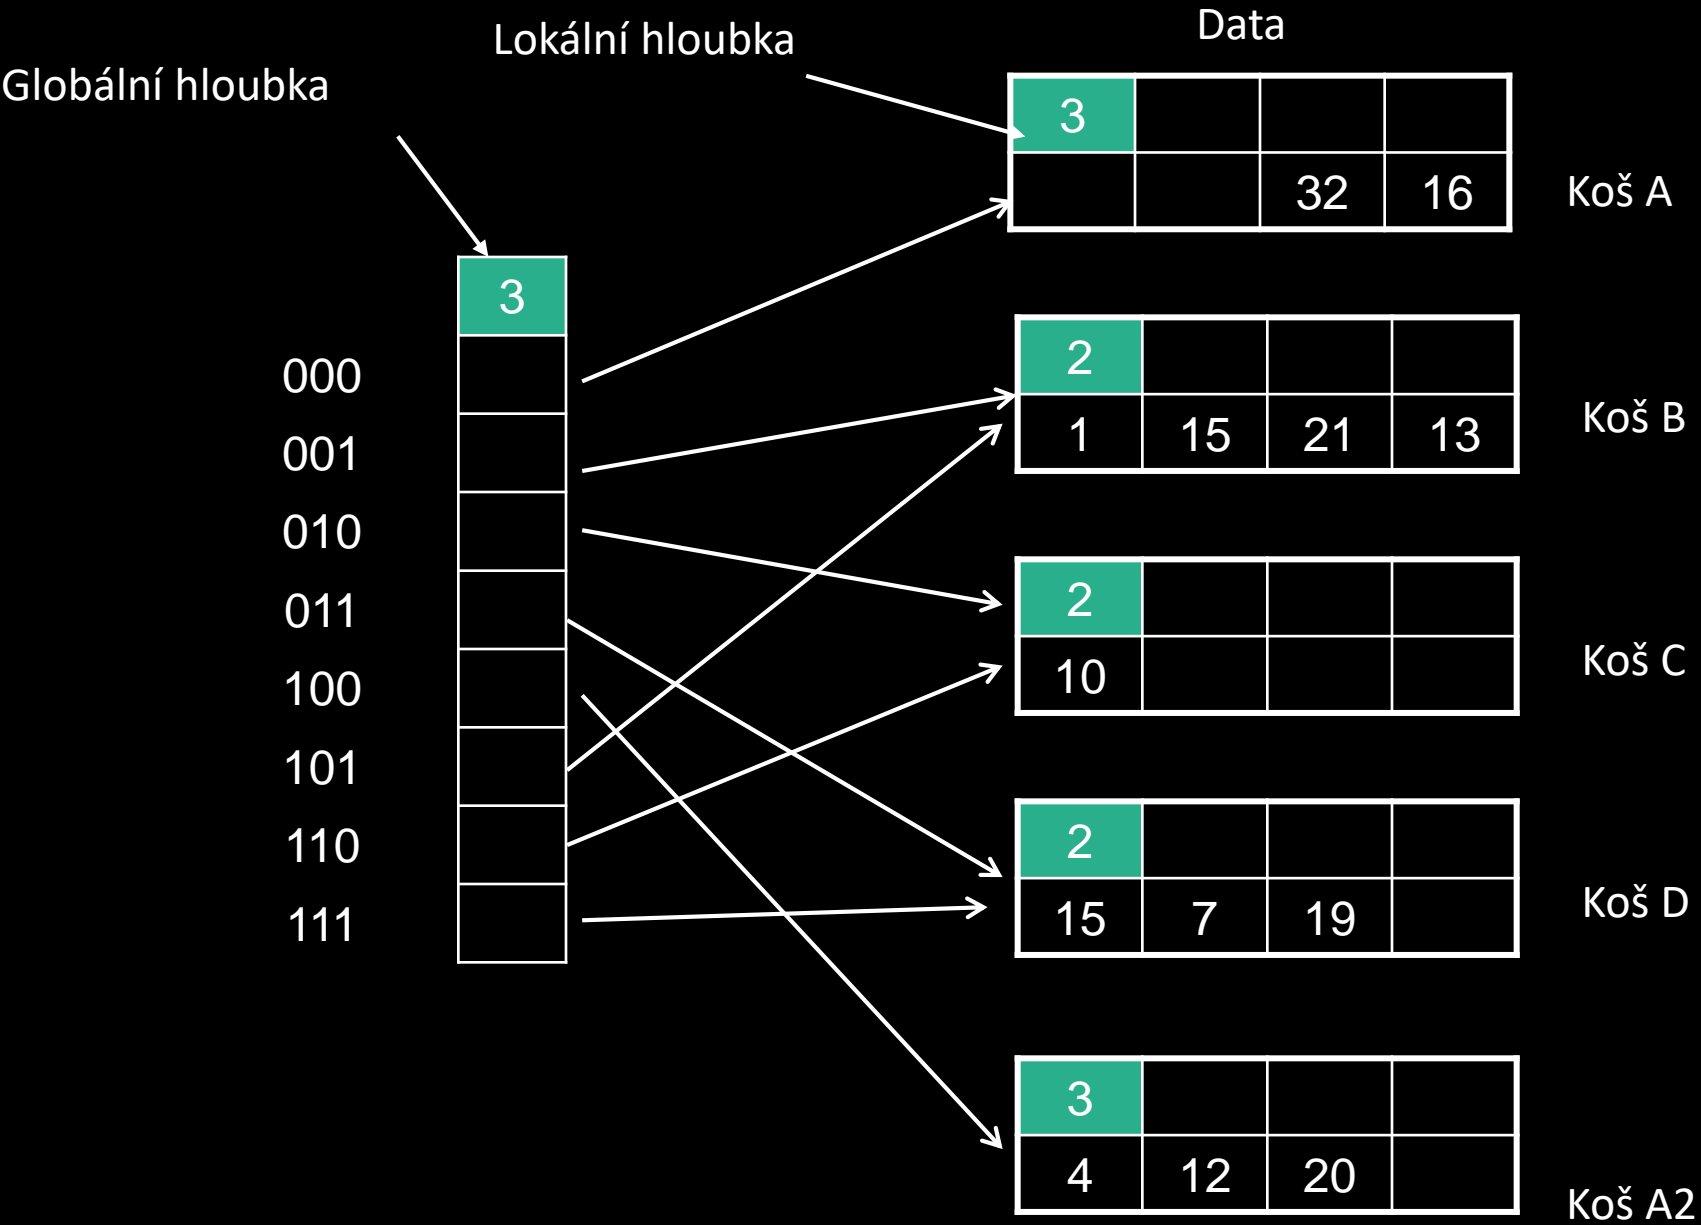 Globální hloubka
Lokální hloubka
Data
3
000
001
010
011
100
101
110
111
3
32 16
Koš A
2
1 15 21 13
Koš B
2
10
Koš C
2
15 7 19
Koš D
3
4 12 20
Koš A2